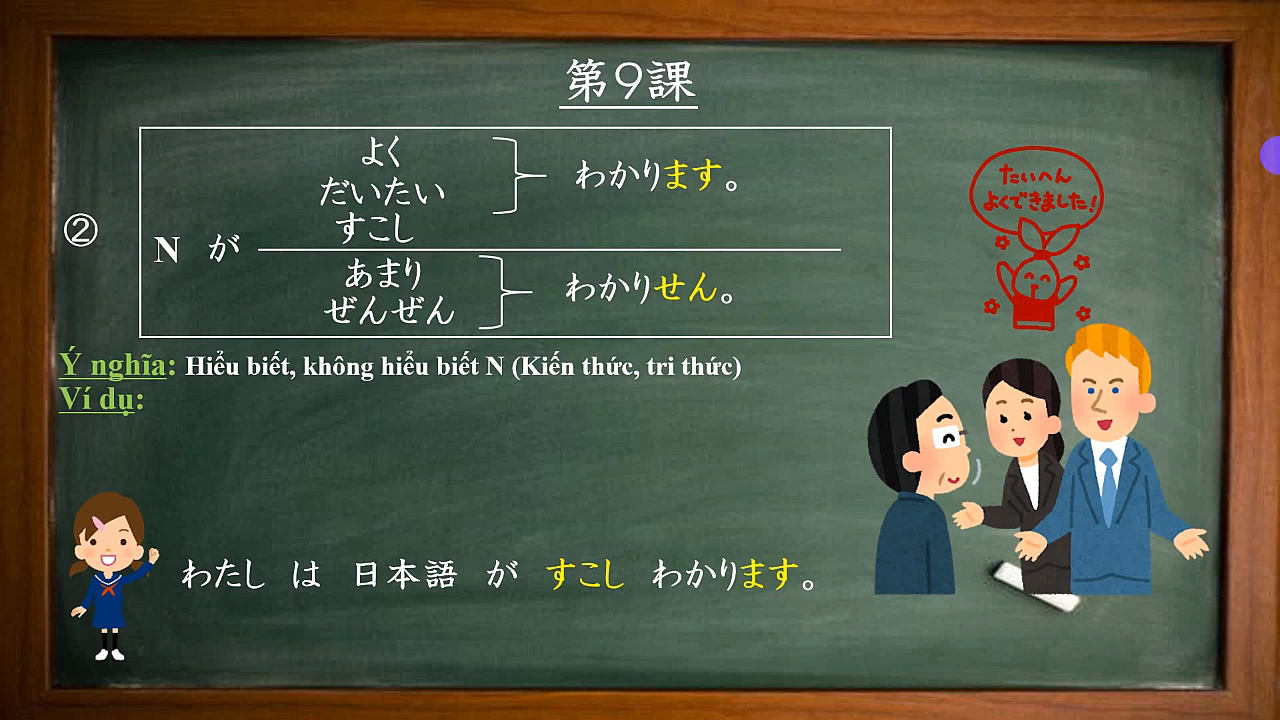 第9課
②
N が
よく
だいたい
すこし
わかります。
あまり
ぜんぜん
わかりせん。
Ý nghĩa: Hiểu biết, không hiểu biết N (Kiến thức, tri thức)
Ví dụ:
わたし は 日本語 が すこし わかります。
たいへん
よくできました!